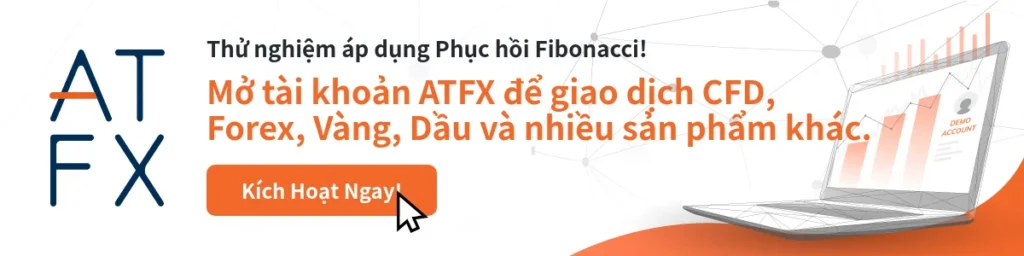 AT
FX
Thử nghiệm áp dụng Phục hồi Fibonacci!
Mở tài khoản ATFX để giao dịch CFD,
Forex, Vàng, Dầu và nhiều sản phẩm khác.
Kích Hoạt Ngay!
DEMO
ACCOUNT